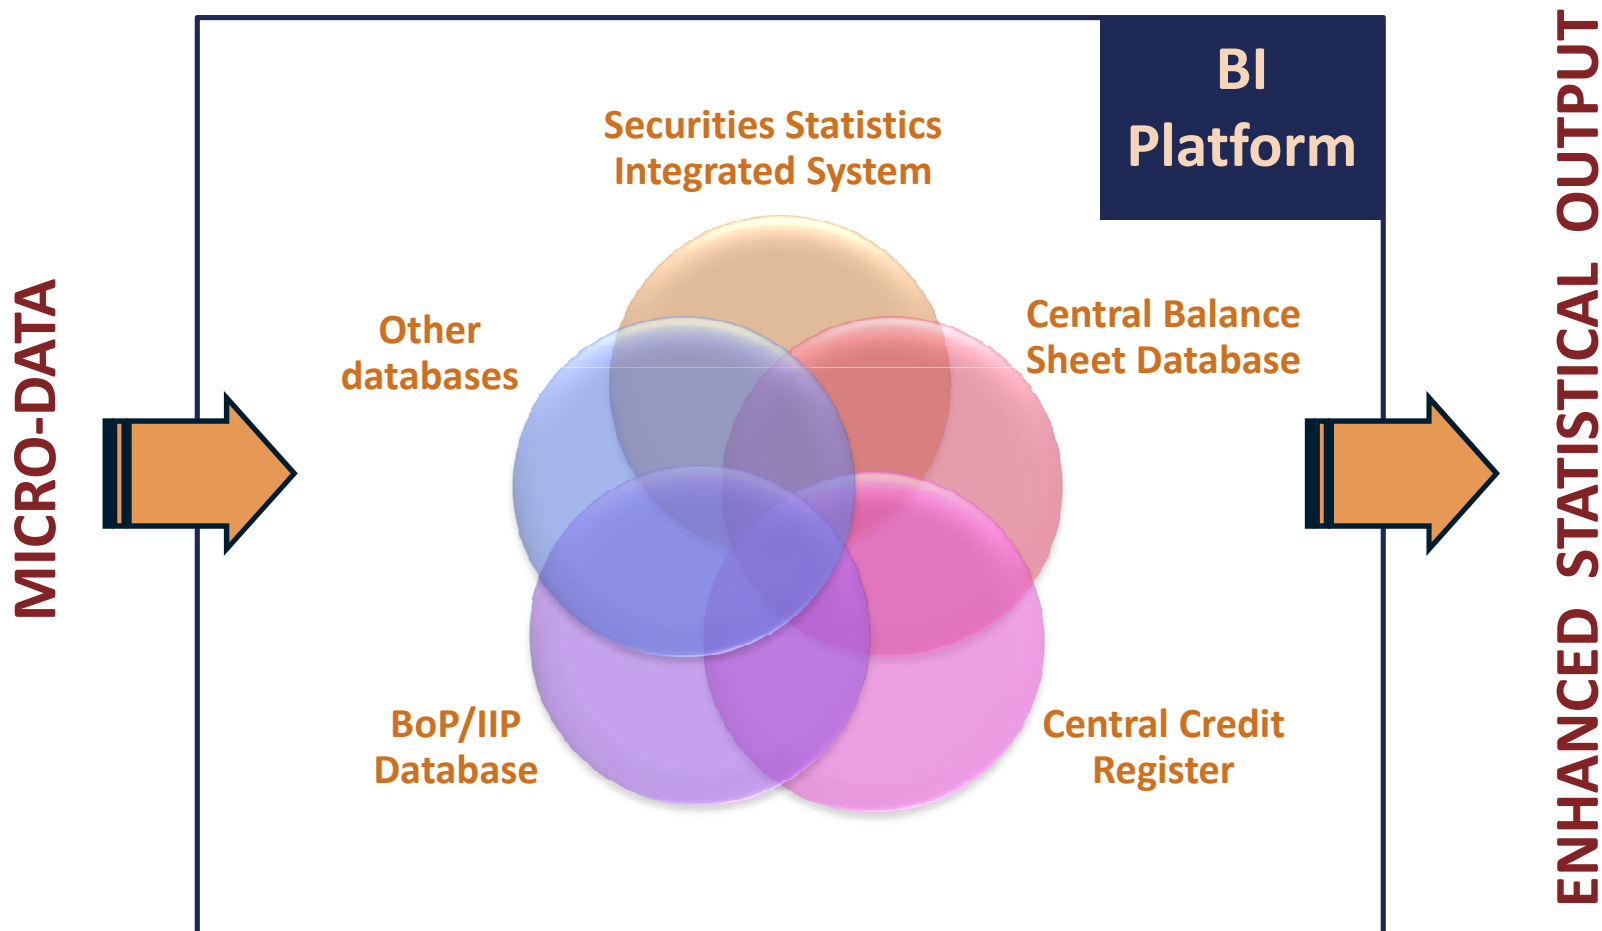 MICRO-DATA
BI
Platform
Securities Statistics
Integrated System
Other
databases
Central Balance
Sheet Database
BoP/IIP
Database
Central Credit
Register
ENHANCED STATISTICAL OUTPUT